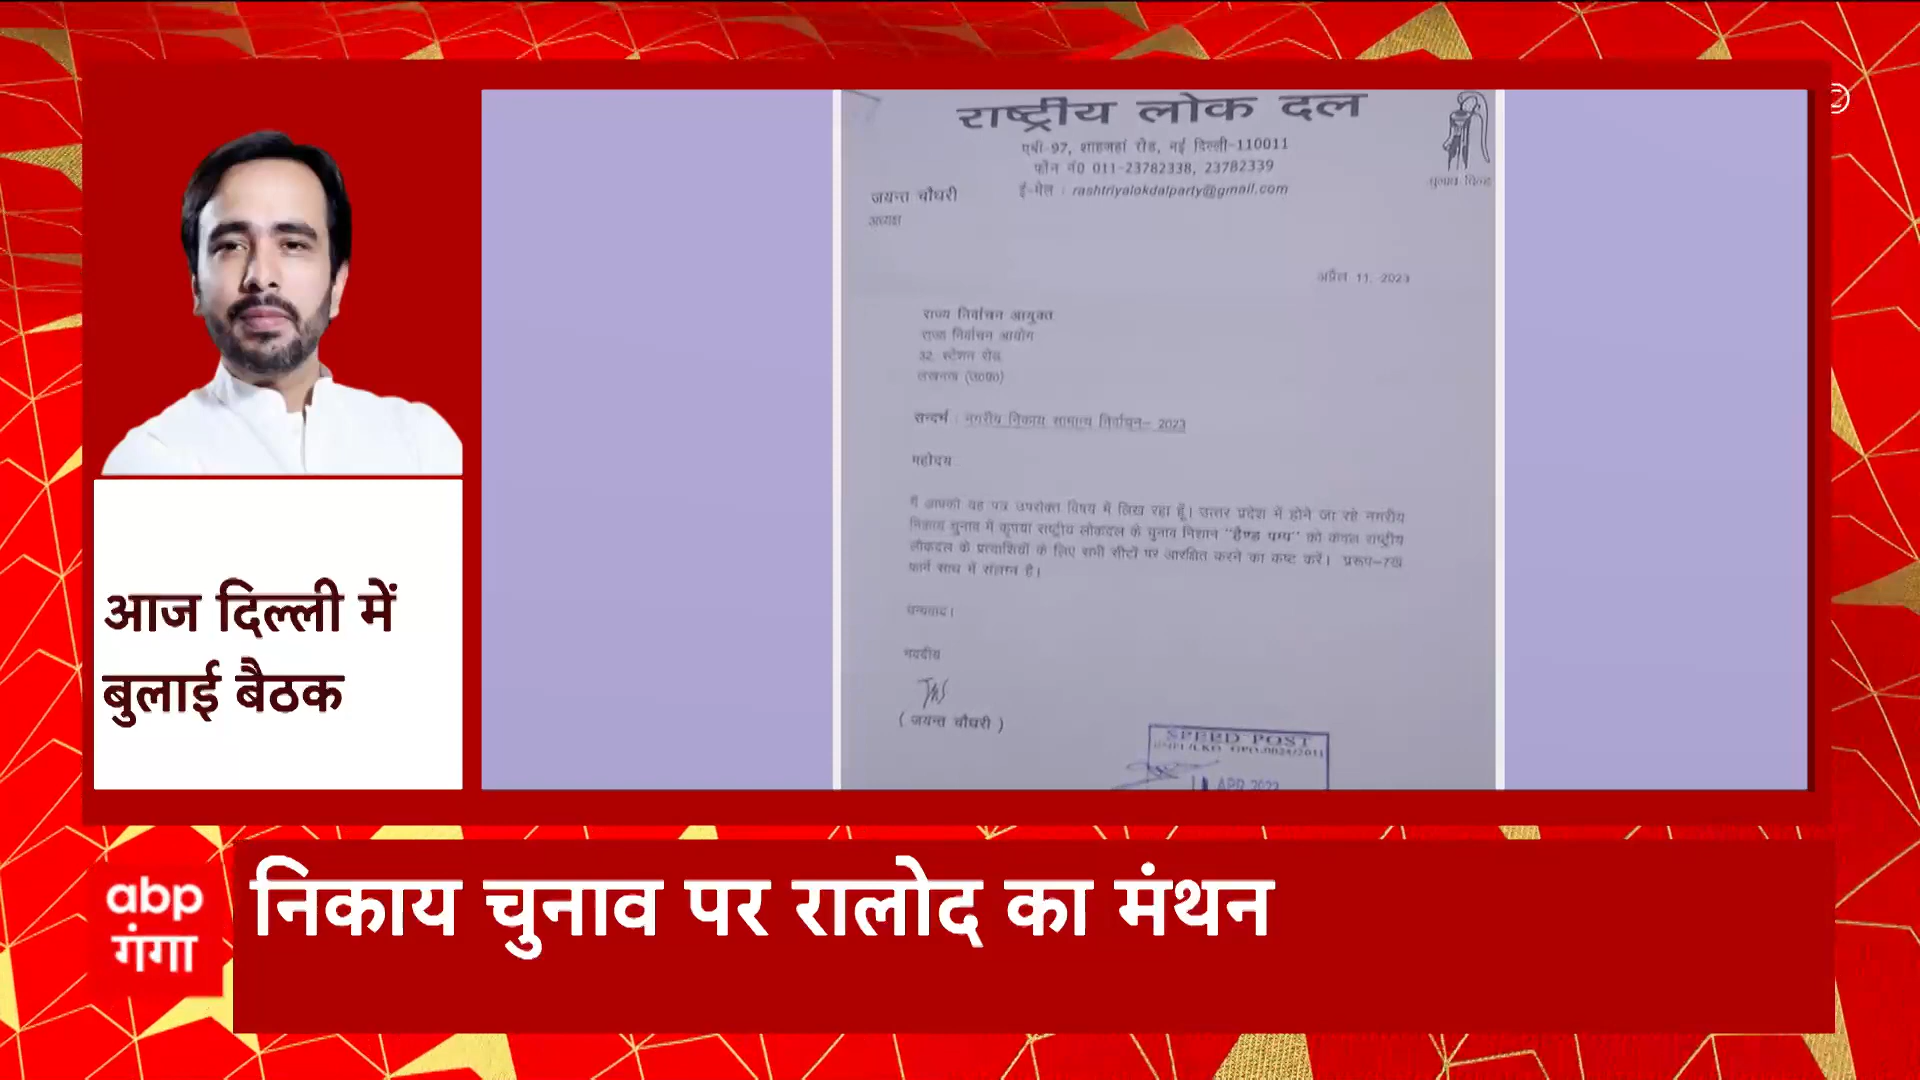 राष्ट्रीय लोक दल
एबी-97, शाहजहां रोड, नई दिल्ली-110011
फोन नं0 011-23782338, 23782339
ई-मेल : rashtriyalokdalparty@gmail.com
चुनाव चिन्ह
जयन्त चौधरी
अध्यक्ष
अप्रैल 11, 2023
राज्य निर्वाचन आयुक्त
राज्य निर्वाचन आयोग
32, स्टेशन रोड,
लखनऊ (उ0प्र0)
सन्दर्भ : नगरीय निकाय सामान्य निर्वाचन- 2023
महोदय
मैं आपको यह पत्र उपरोक्त विषय में लिख रहा हूँ। उत्तर प्रदेश में होने जा रहे नगरीय
निकाय चुनाव में कृपया राष्ट्रीय लोकदल के चुनाव निशान "हैण्ड पम्प" को केवल राष्ट्रीय
लोकदल के प्रत्याशियों के लिए सभी सीटों पर आरक्षित करने का कष्ट करें। प्ररूप-7ख
फार्म साथ में संलग्न है।
धन्यवाद।
भवदीय
( जयन्त चौधरी )
SPEED POST
APR 2023
आज दिल्ली में
बुलाई बैठक
abp
गंगा
निकाय चुनाव पर रालोद का मंथन